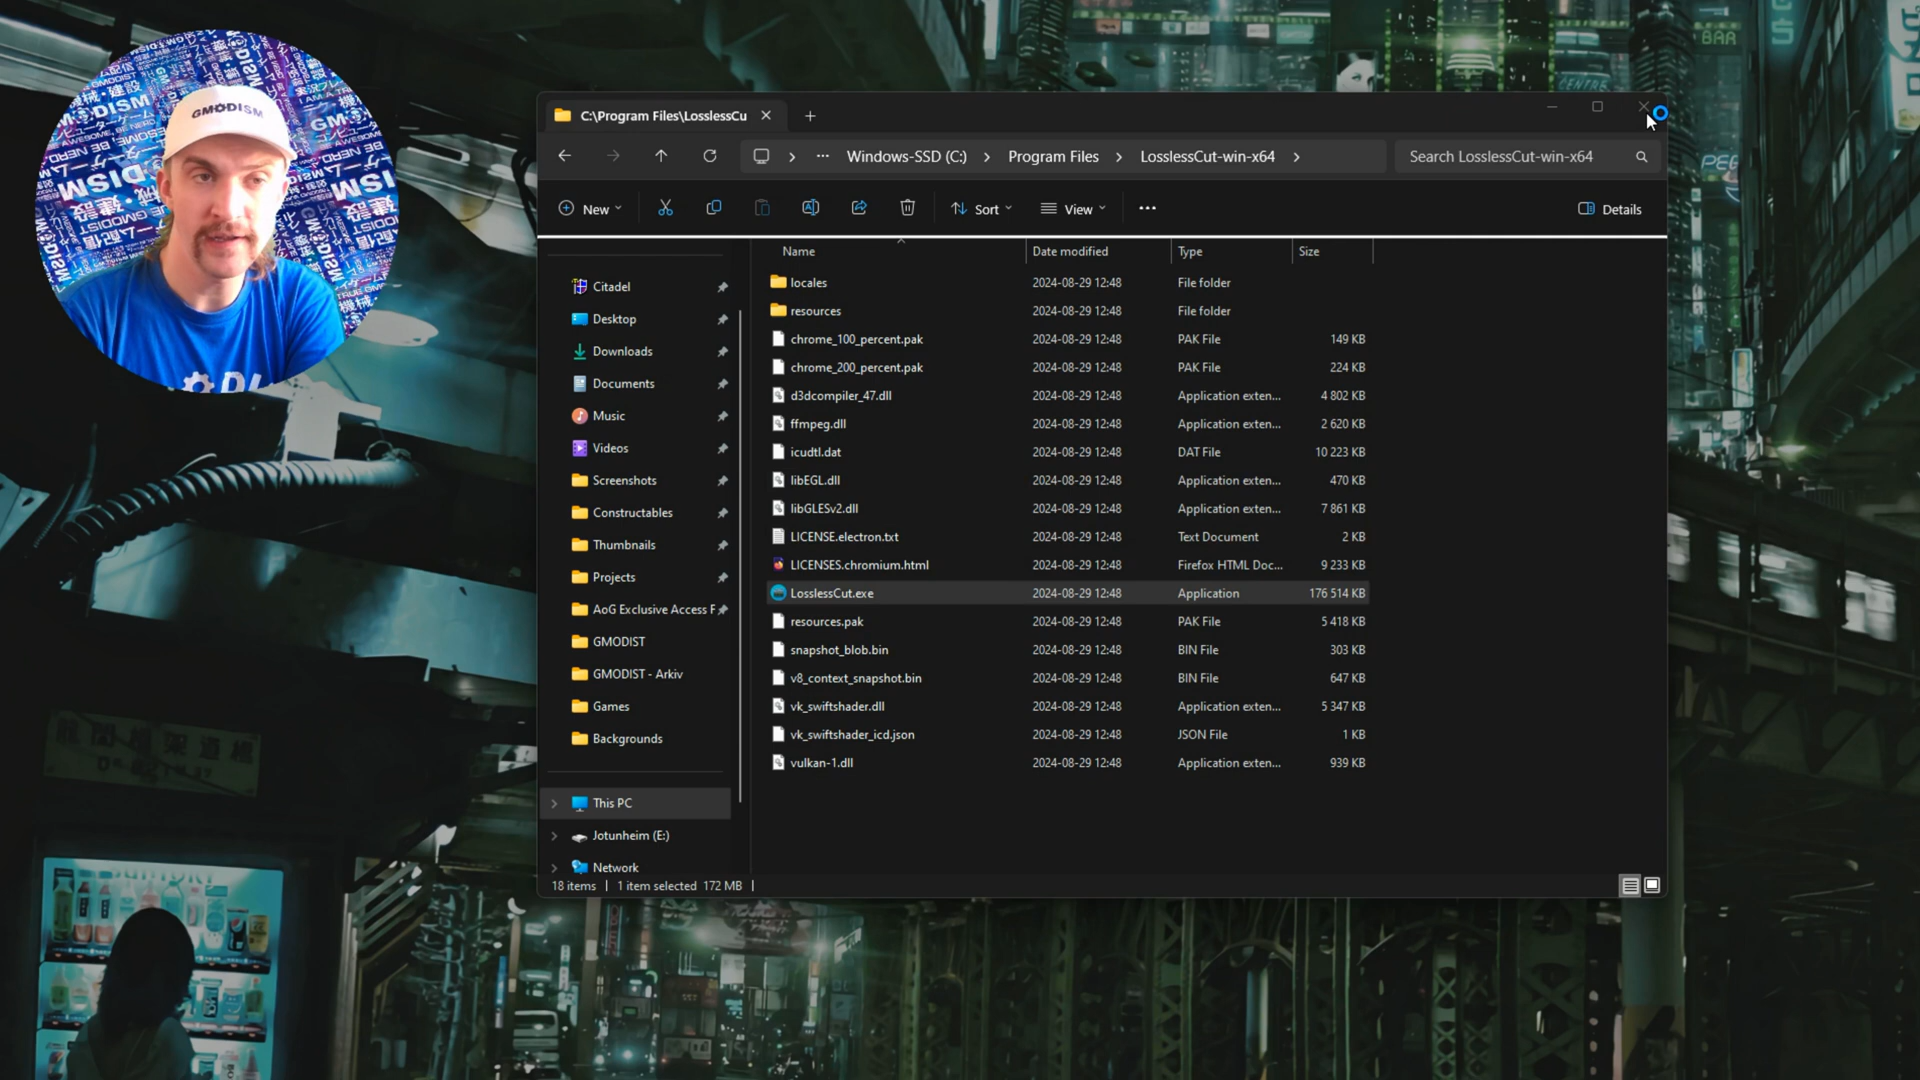 GMODISM
C:\Program Files\LosslessCu
Windows-SSD (C:)
Program Files
LosslessCut-win-x64
Search LosslessCut-win-x64
New
Sort
View
Details
Name Date modified Type Size
locales 2024-08-29 12:48 File folder
resources 2024-08-29 12:48 File folder
chrome_100_percent.pak 2024-08-29 12:48 PAK File 149 KB
chrome_200_percent.pak 2024-08-29 12:48 PAK File 224 KB
d3dcompiler_47.dll 2024-08-29 12:48 Application exten... 4 802 KB
ffmpeg.dll 2024-08-29 12:48 Application exten... 2 620 KB
icudtl.dat 2024-08-29 12:48 DAT File 10 223 KB
libEGL.dll 2024-08-29 12:48 Application exten... 470 KB
libGLESv2.dll 2024-08-29 12:48 Application exten... 7 861 KB
LICENSE.electron.txt 2024-08-29 12:48 Text Document 2 KB
LICENSES.chromium.html 2024-08-29 12:48 Firefox HTML Doc... 9 233 KB
LosslessCut.exe 2024-08-29 12:48 Application 176 514 KB
resources.pak 2024-08-29 12:48 PAK File 5 418 KB
snapshot_blob.bin 2024-08-29 12:48 BIN File 303 KB
v8_context_snapshot.bin 2024-08-29 12:48 BIN File 647 KB
vk_swiftshader.dll 2024-08-29 12:48 Application exten... 5 347 KB
vk_swiftshader_icd.json 2024-08-29 12:48 JSON File 1 KB
vulkan-1.dll 2024-08-29 12:48 Application exten... 939 KB
Citadel
Desktop
Downloads
Documents
Music
Videos
Screenshots
Constructables
Thumbnails
Projects
AoG Exclusive Access F
GMODIST
GMODIST - Arkiv
Games
Backgrounds
This PC
Jotunheim (E:)
Network
18 items | 1 item selected 172 MB |
BAR